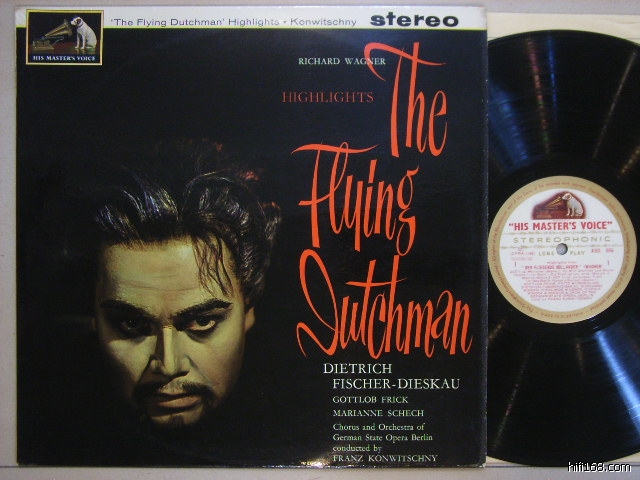 'The Flying Dutchman' Highlights • Konwitschny
stereo
HIS MASTER'S VOICE
RICHARD WAGNER
HIGHLIGHTS
The
Flying
Dutchman
DIETRICH
FISCHER-DIESKAU
GOTTLOB FRICK
MARIANNE SCHECH
Chorus and Orchestra of
German State Opera Berlin
conducted by
FRANZ KONWITSCHNY
"HIS MASTER'S VOICE"
STEREOPHONIC
LONG PLAY
hifi168.com